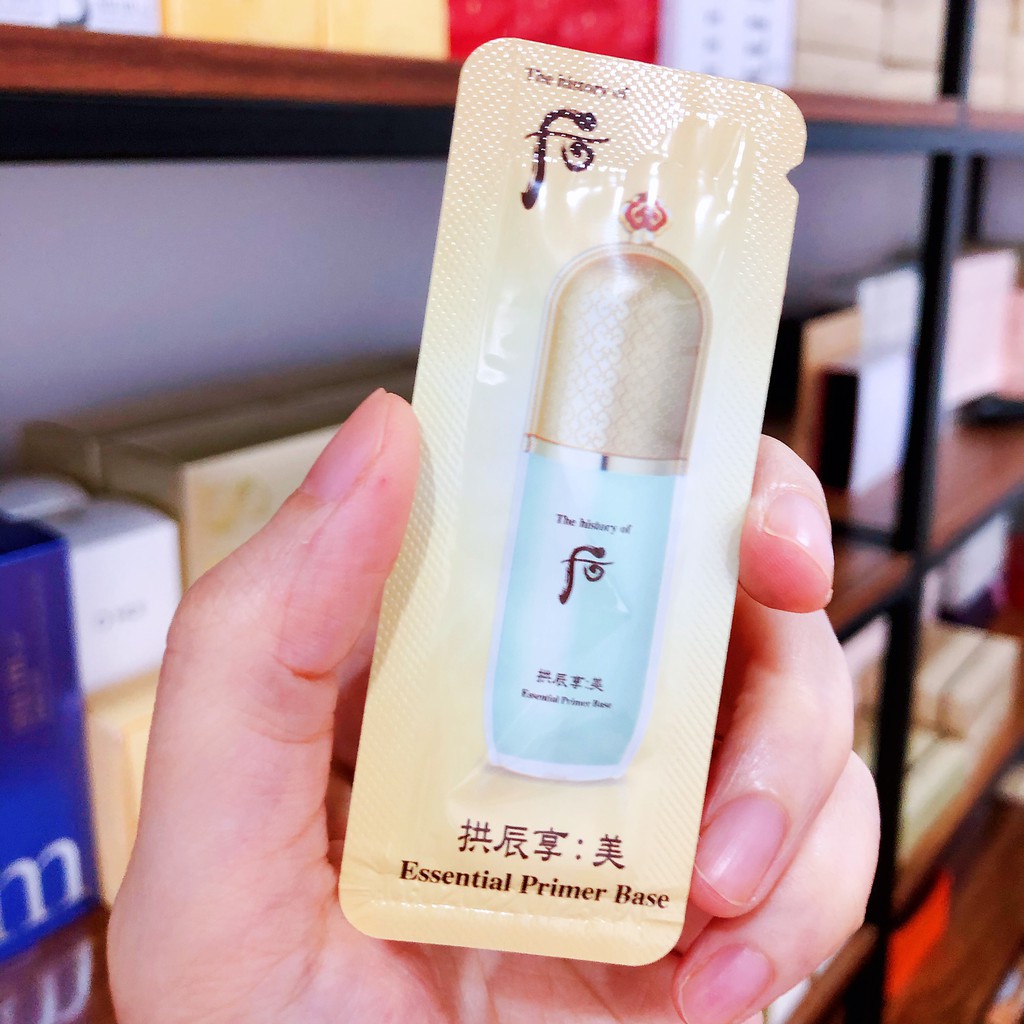 The history of
后
The history of
后
拱辰享:美
Essential Primer Base
拱辰享:美
Essential Primer Base
m